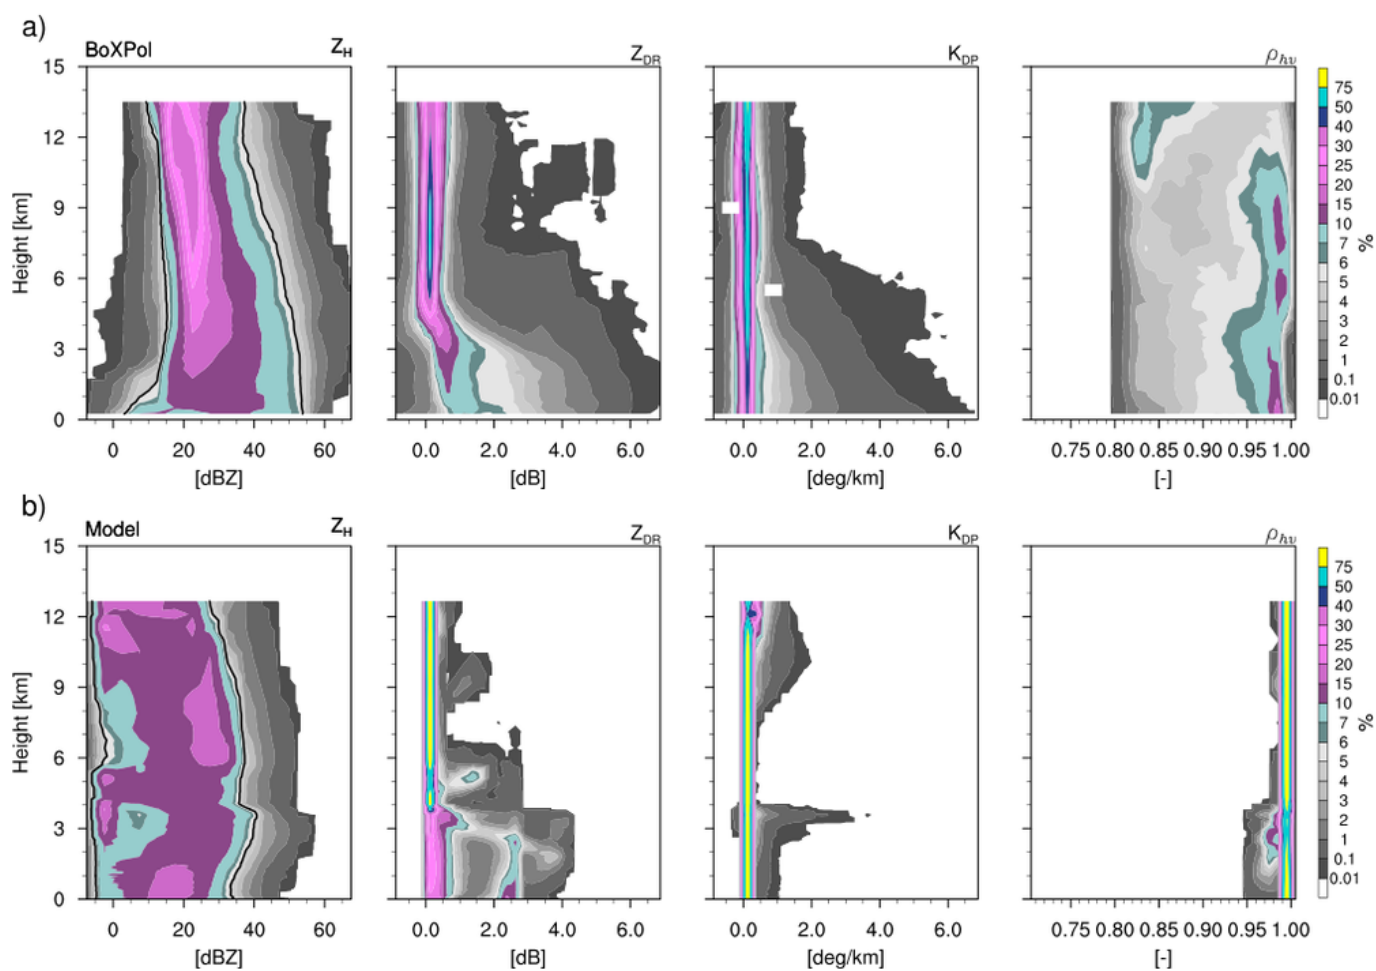 a)
BoXPol Z_H Z_DR K_DP ρ_hv
15 12 9 6 3 0
Height [km]
0 20 40 60
[dBZ]
0.0 2.0 4.0 6.0
[dB]
0.0 2.0 4.0 6.0
[deg/km]
0.75 0.80 0.85 0.90 0.95 1.00
[-]
75 50 40 30 25 20 15 10 7 6 5 4 3 2 1 0.1 0.01
%
b)
Model Z_H Z_DR K_DP ρ_hv
15 12 9 6 3 0
Height [km]
0 20 40 60
[dBZ]
0.0 2.0 4.0 6.0
[dB]
0.0 2.0 4.0 6.0
[deg/km]
0.75 0.80 0.85 0.90 0.95 1.00
[-]
75 50 40 30 25 20 15 10 7 6 5 4 3 2 1 0.1 0.01
%